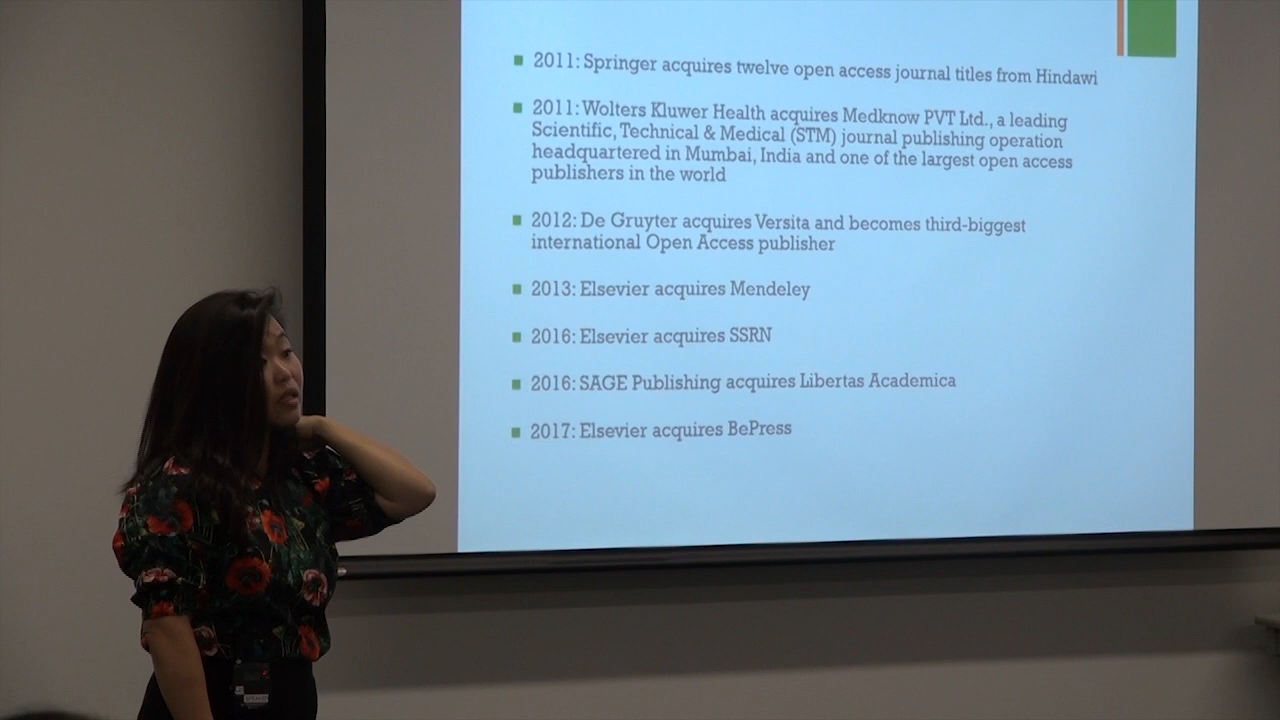 2011: Springer acquires twelve open access journal titles from Hindawi
2011: Wolters Kluwer Health acquires Medknow PVT Ltd., a leading
Scientific, Technical & Medical (STM) journal publishing operation
headquartered in Mumbai, India and one of the largest open access
publishers in the world
2012: De Gruyter acquires Versita and becomes third-biggest
international Open Access publisher
2013: Elsevier acquires Mendeley
2016: Elsevier acquires SSRN
2016: SAGE Publishing acquires Libertas Academica
2017: Elsevier acquires BePress